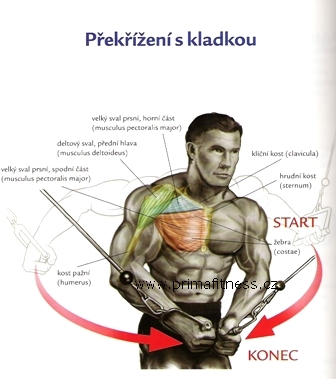 Překřížení s kladkou
velký sval prsní, horní část
(musculus pectoralis major)
deltový sval, přední hlava
(musculus deltoideus)
velký sval prsní, spodní část
(musculus pectoralis major)
klíční kost (clavicula)
hrudní kost
(sternum)
START
žebra
(costae)
kost pažní
(humerus)
www.primafitness.cz
KONEC